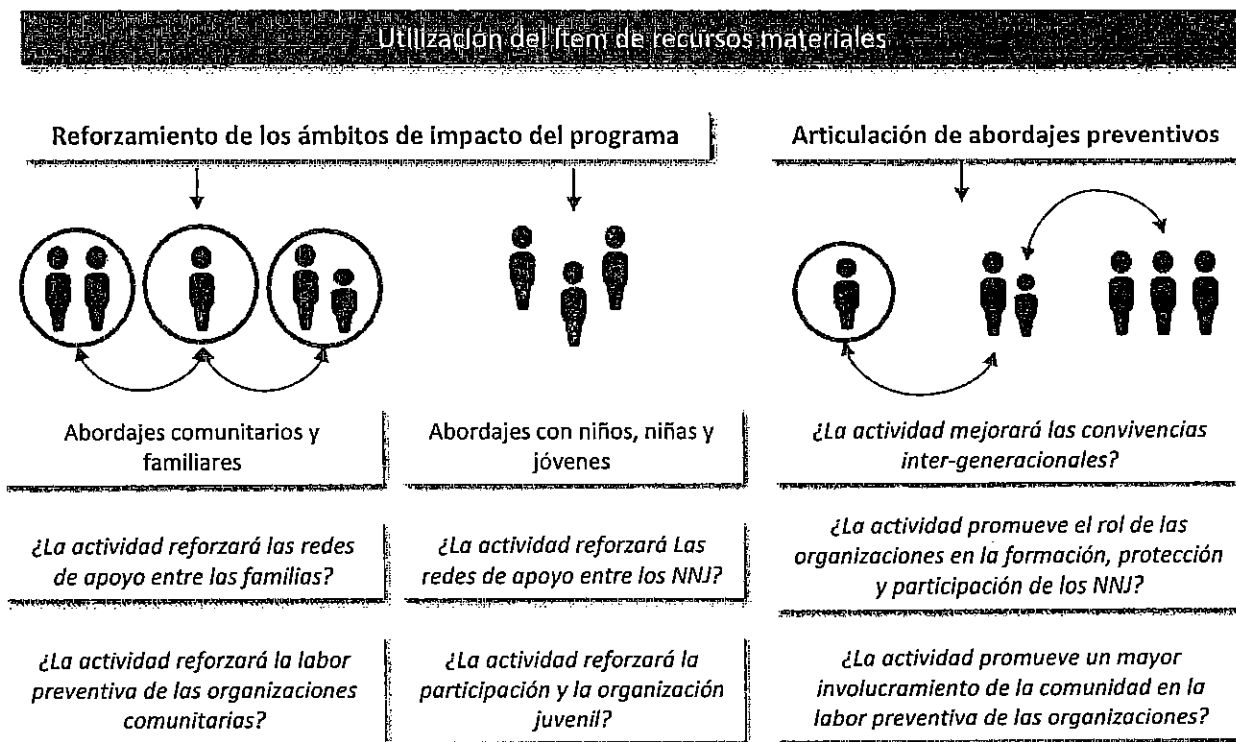 Utilización del ítem de recursos materiales
Reforzamiento de los ámbitos de impacto del programa
Articulación de abordajes preventivos
Abordajes comunitarios y
familiares
¿La actividad reforzará las redes
de apoyo entre las familias?
¿La actividad reforzará la labor
preventiva de las organizaciones
comunitarias?
Abordajes con niños, niñas y
jóvenes
¿La actividad reforzará Las
redes de apoyo entre los NNJ?
¿La actividad reforzará la
participación y la organización
juvenil?
¿La actividad mejorará las convivencias
inter-generacionales?
¿La actividad promueve el rol de las
organizaciones en la formación, protección
y participación de los NNJ?
¿La actividad promueve un mayor
involucramiento de la comunidad en la
labor preventiva de las organizaciones?